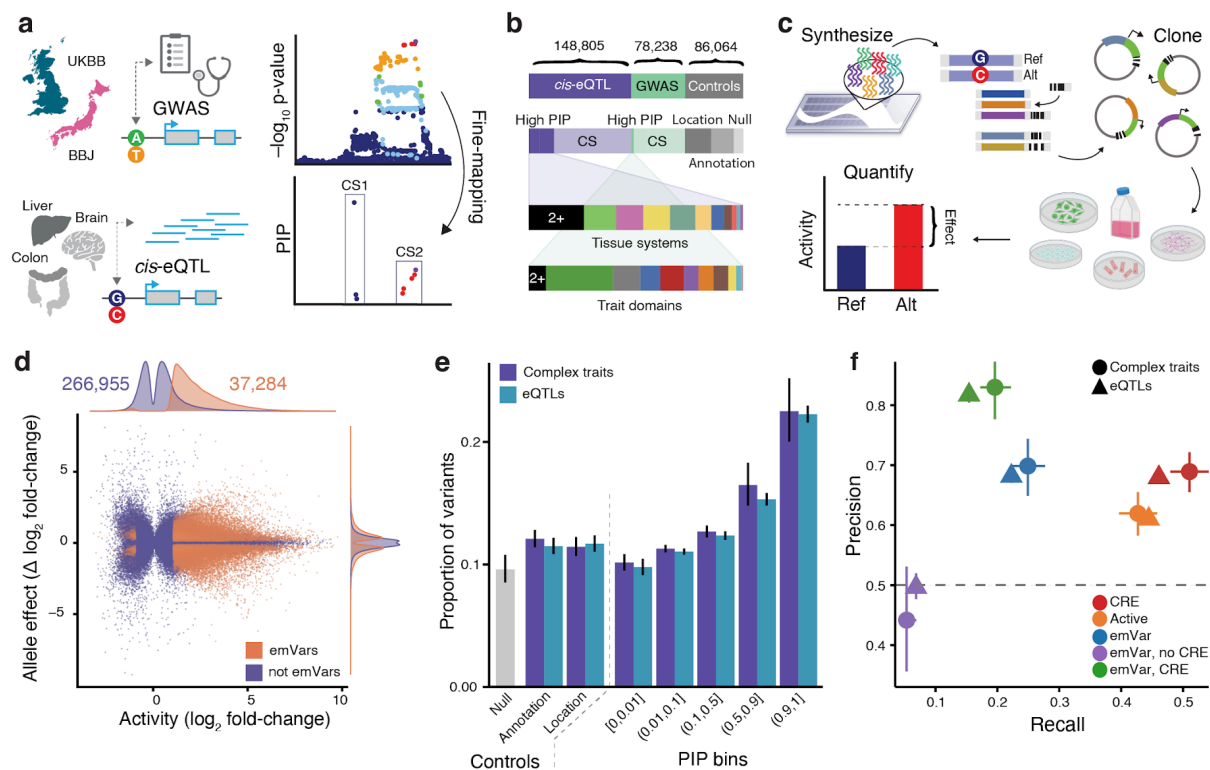 a
UKBB
BBJ
GWAS
A
T
Liver
Brain
Colon
cis-eQTL
G
C
–log10 p-value
Fine-mapping
PIP
CS1
CS2
b
148,805 78,238 86,064
cis-eQTL GWAS Controls
High PIP High PIP Location Null
CS CS
Annotation
2+
Tissue systems
2+
Trait domains
c
Synthesize
Clone
G Ref
C Alt
Quantify
Activity
Effect
Ref Alt
d
266,955 37,284
Allele effect (Δ log2 fold-change)
5
0
−5
emVars
not emVars
0 5 10
Activity (log2 fold-change)
e
Complex traits
eQTLs
Proportion of variants
0.2
0.1
0.00
Null
Annotation
Location
[0,0.01]
(0.01,0.1]
(0.1,0.5]
(0.5,0.9]
(0.9,1]
Controls PIP bins
f
Complex traits
eQTLs
Precision
0.8
0.7
0.6
0.5
0.4
CRE
Active
emVar
emVar, no CRE
emVar, CRE
0.1 0.2 0.3 0.4 0.5
Recall